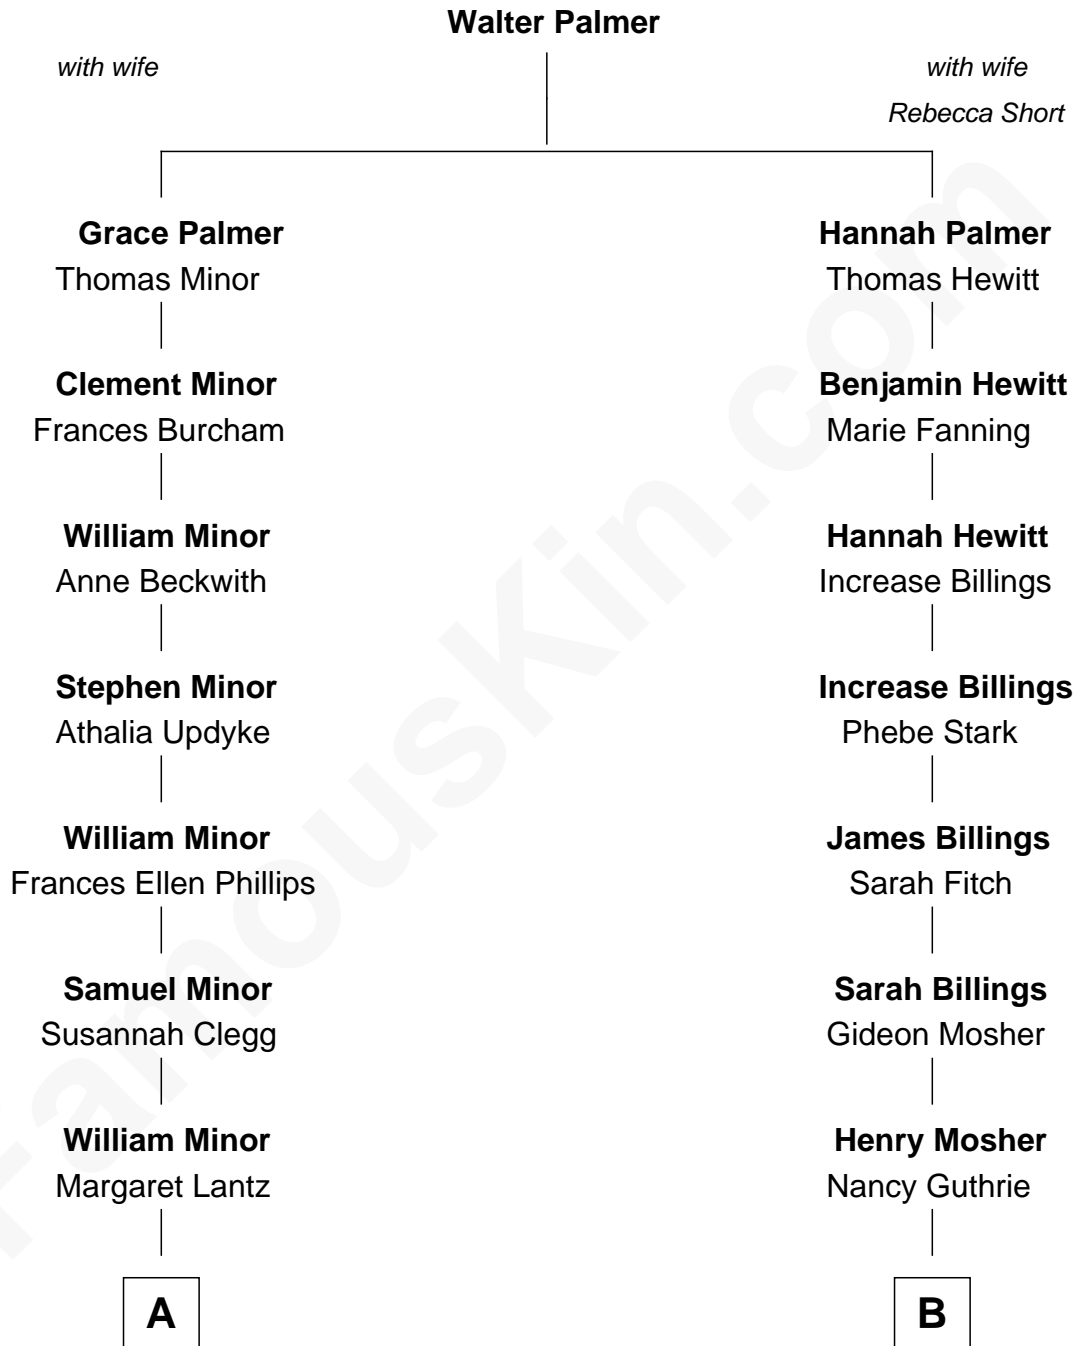 Walter Palmer
with wife
with wife
Rebecca Short
Grace Palmer
Thomas Minor
Hannah Palmer
Thomas Hewitt
Clement Minor
Frances Burcham
Benjamin Hewitt
Marie Fanning
William Minor
Anne Beckwith
Hannah Hewitt
Increase Billings
Stephen Minor
Athalia Updyke
Increase Billings
Phebe Stark
William Minor
Frances Ellen Phillips
James Billings
Sarah Fitch
Samuel Minor
Susannah Clegg
Sarah Billings
Gideon Mosher
William Minor
Margaret Lantz
Henry Mosher
Nancy Guthrie
A
B
FamousKin.com